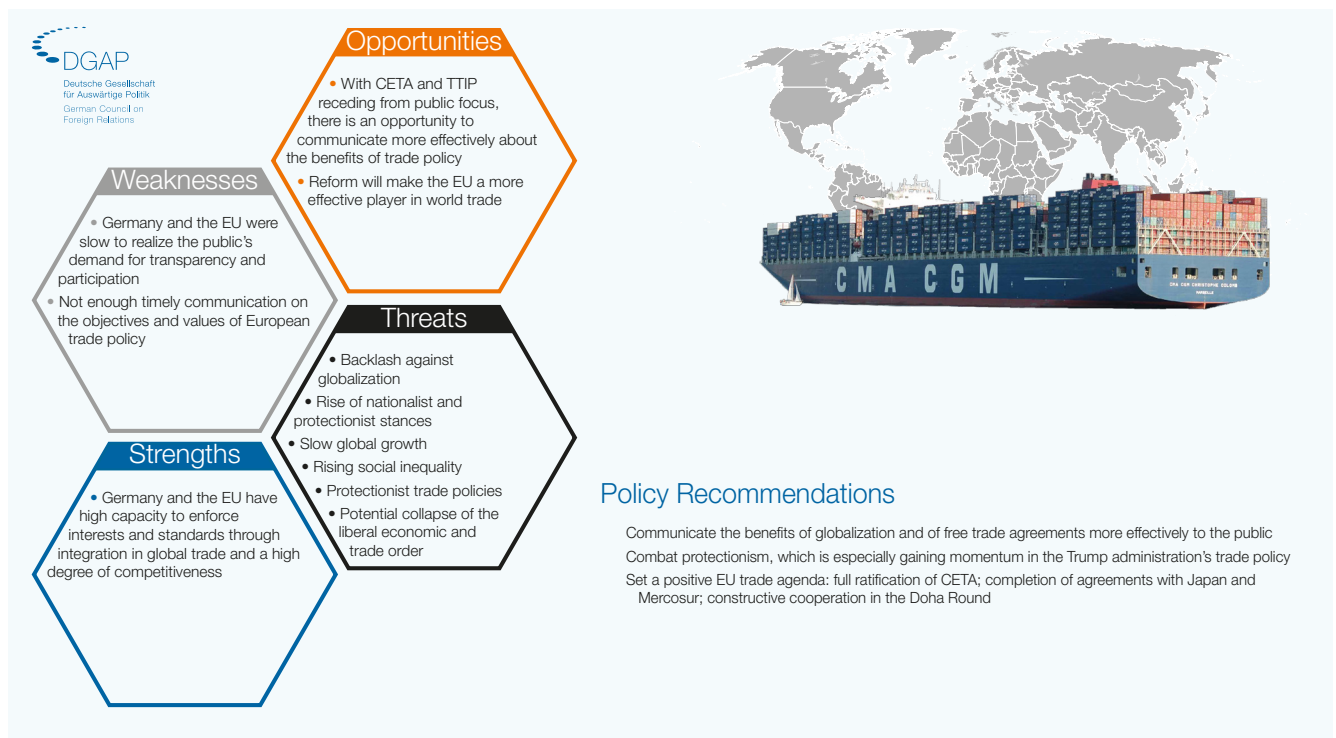 DGAP
Deutsche Gesellschaft
für Auswärtige Politik
German Council on
Foreign Relations
Opportunities
• With CETA and TTIP
receding from public focus,
there is an opportunity to
communicate more effectively about
the benefits of trade policy
• Reform will make the EU a more
effective player in world trade
Weaknesses
• Germany and the EU were
slow to realize the public's
demand for transparency and
participation
• Not enough timely communication on
the objectives and values of European
trade policy
Threats
• Backlash against
globalization
• Rise of nationalist and
protectionist stances
• Slow global growth
• Rising social inequality
• Protectionist trade policies
• Potential collapse of the
liberal economic and
trade order
Strengths
• Germany and the EU have
high capacity to enforce
interests and standards through
integration in global trade and a high
degree of competitiveness
CMA CGM
CMA CGM CHRISTOPHE COLOMB
MARSEILLE
Policy Recommendations
Communicate the benefits of globalization and of free trade agreements more effectively to the public
Combat protectionism, which is especially gaining momentum in the Trump administration's trade policy
Set a positive EU trade agenda: full ratification of CETA; completion of agreements with Japan and
Mercosur; constructive cooperation in the Doha Round